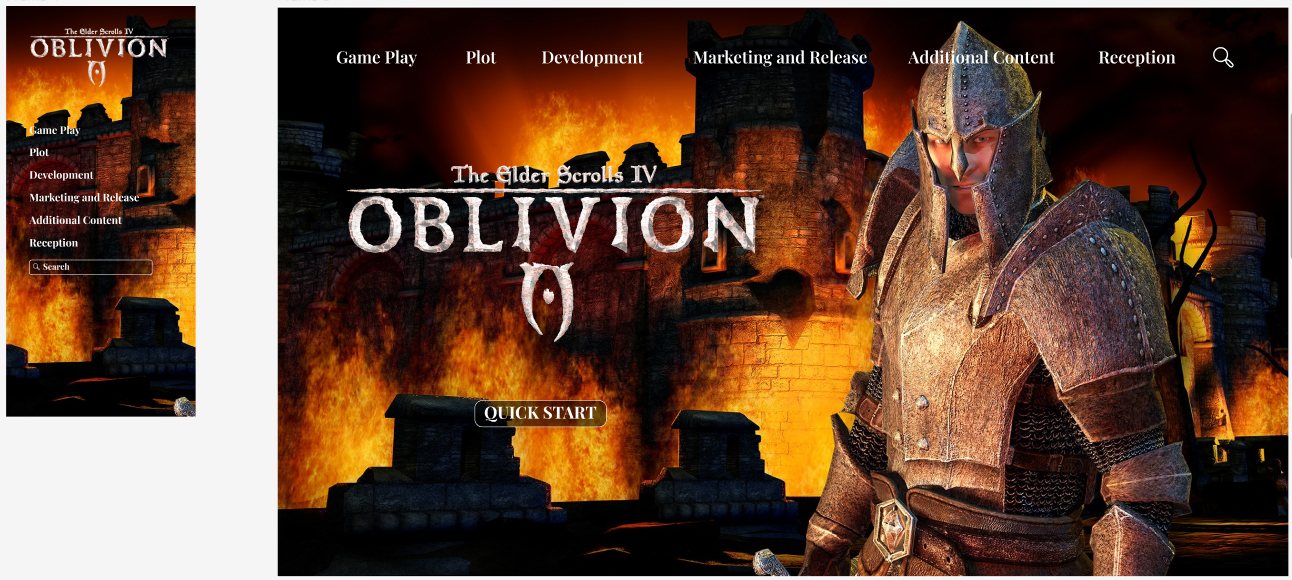 The Elder Scrolls IV
OBLIVION
Game Play
Plot
Development
Marketing and Release
Additional Content
Reception
Search
Game Play Plot Development Marketing and Release Additional Content Reception
The Elder Scrolls IV
OBLIVION
QUICK START